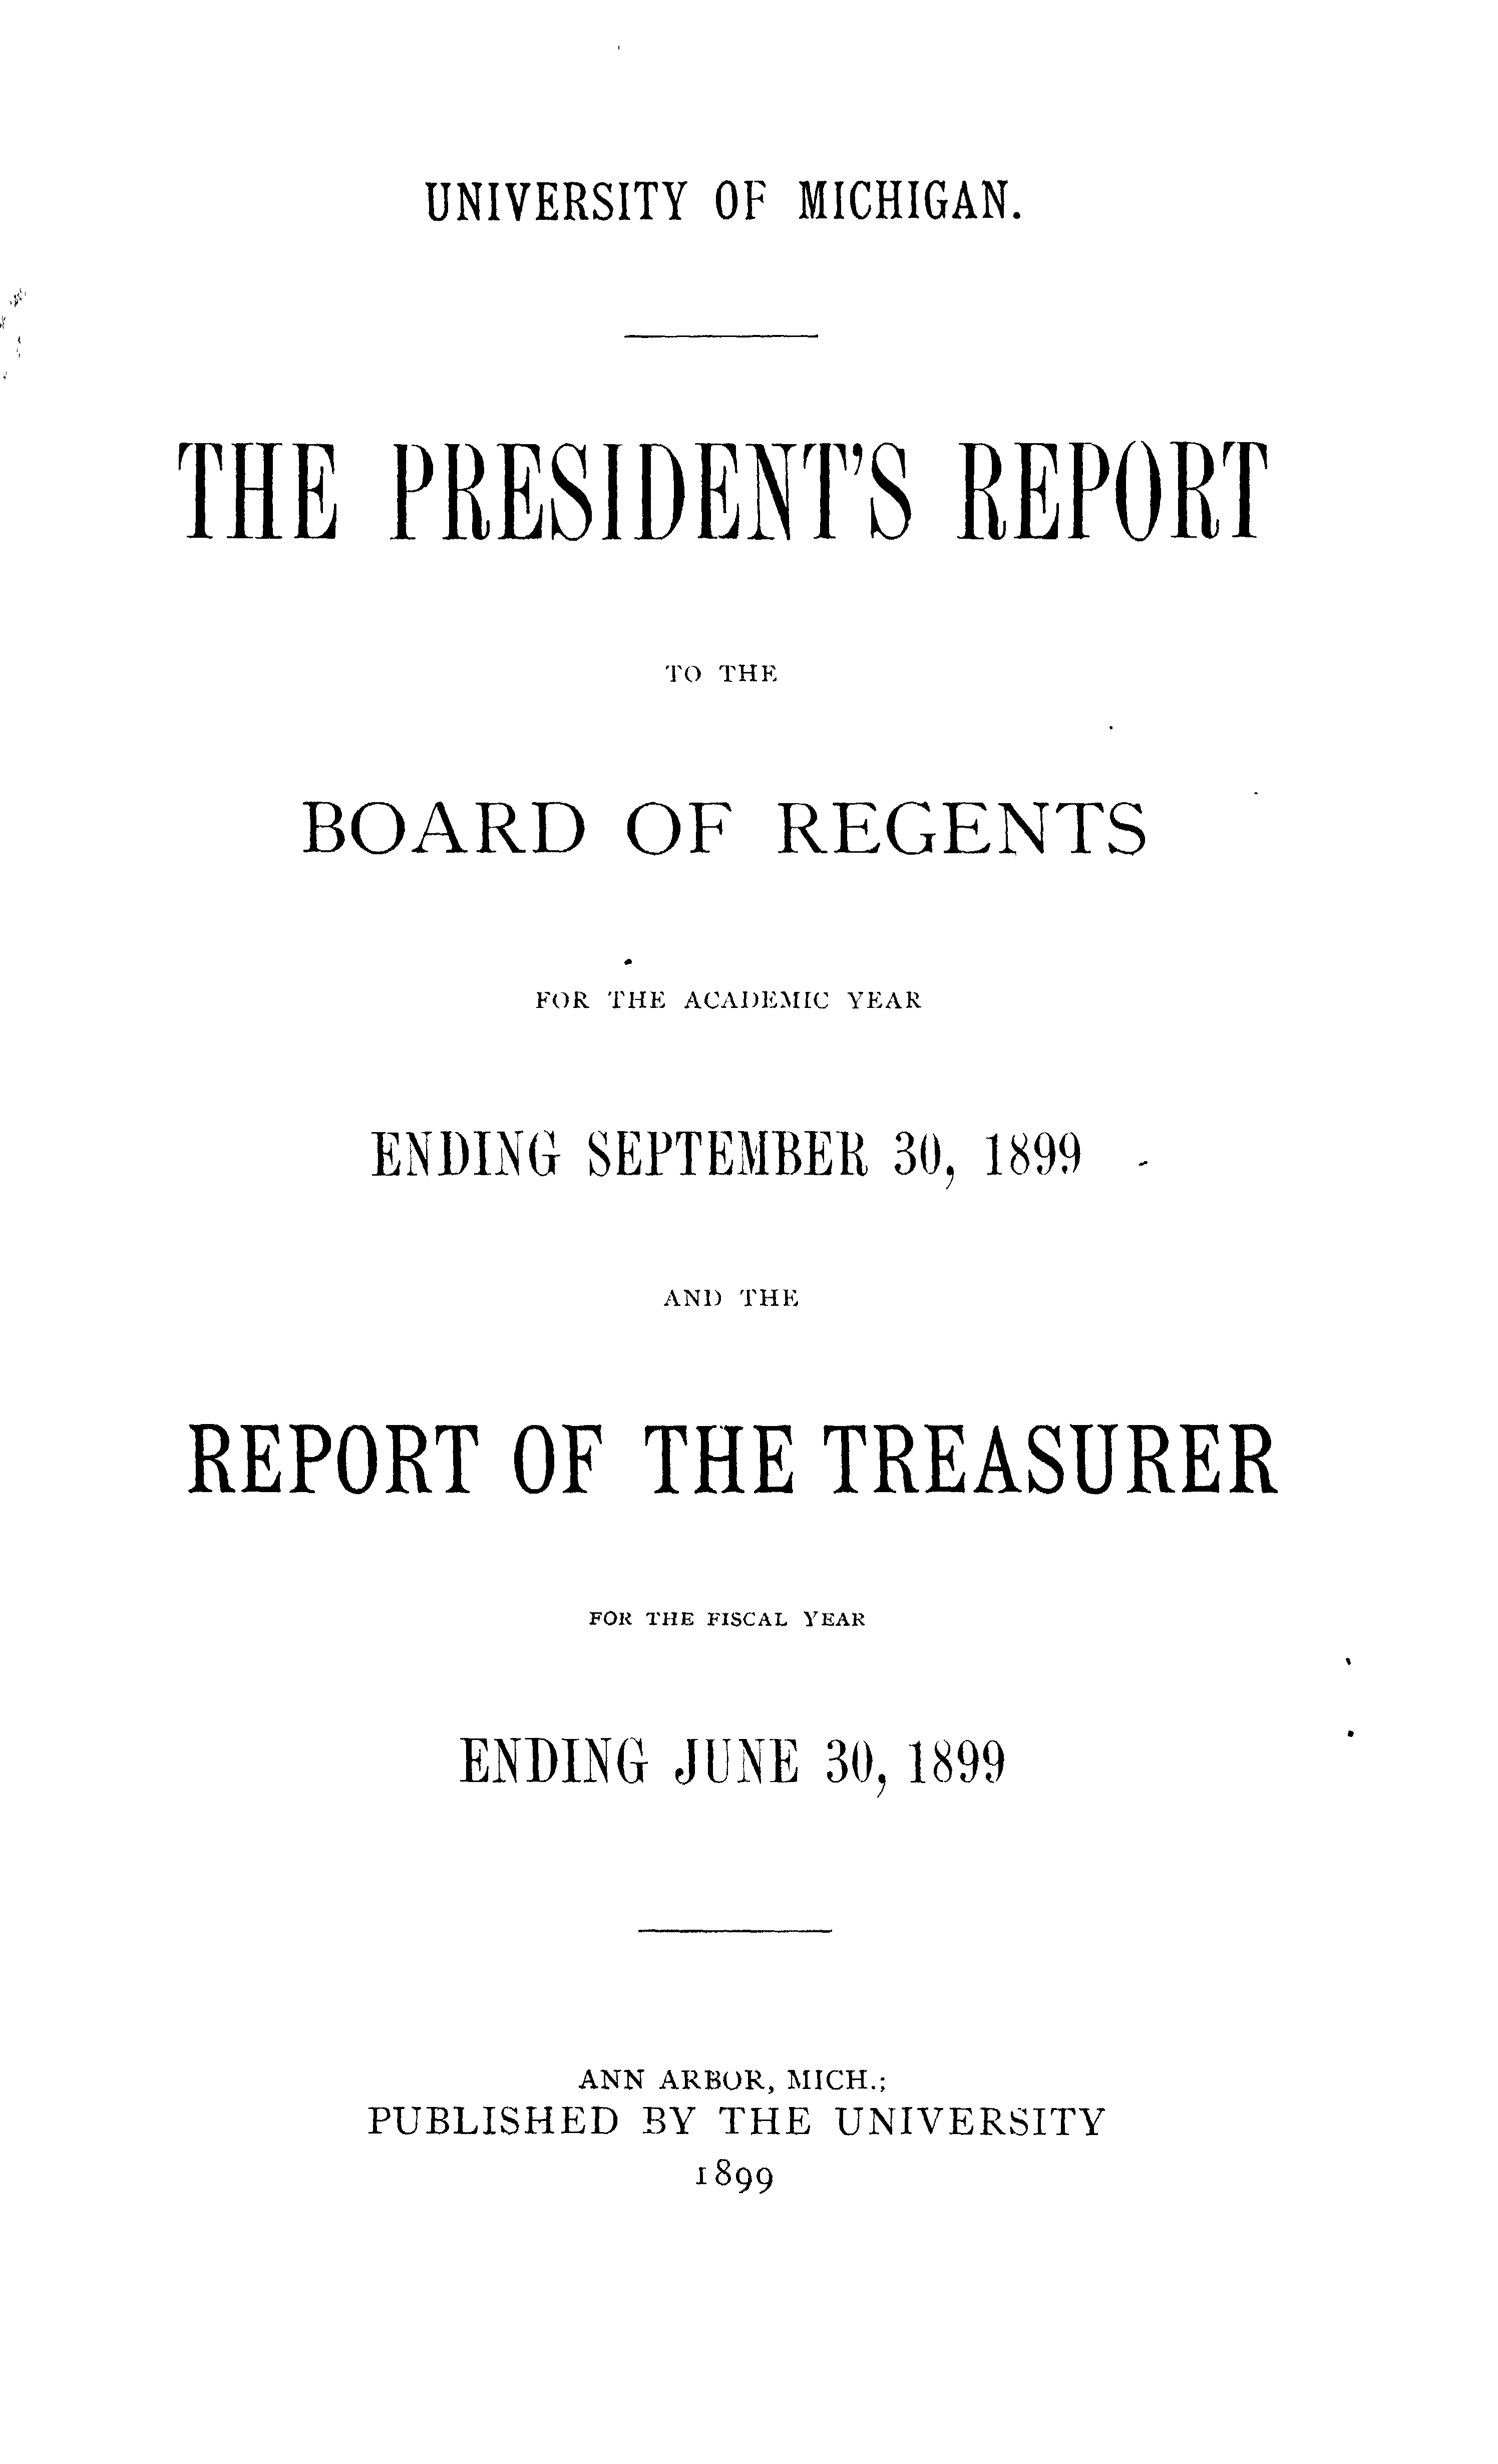 UNIVERSITY OF MICHIGAN.
THE PRESIDENT'S REPORT
TO THE
BOARD OF REGENTS
FOR THE ACADEMIC YEAR
ENDING SEPTEMBER 30, 1899
AND THE
REPORT OF THE TREASURER
FOR THE FISCAL YEAR
ENDING JUNE 30, 1899
ANN ARBOR, MICH.;
PUBLISHED BY THE UNIVERSITY
1899